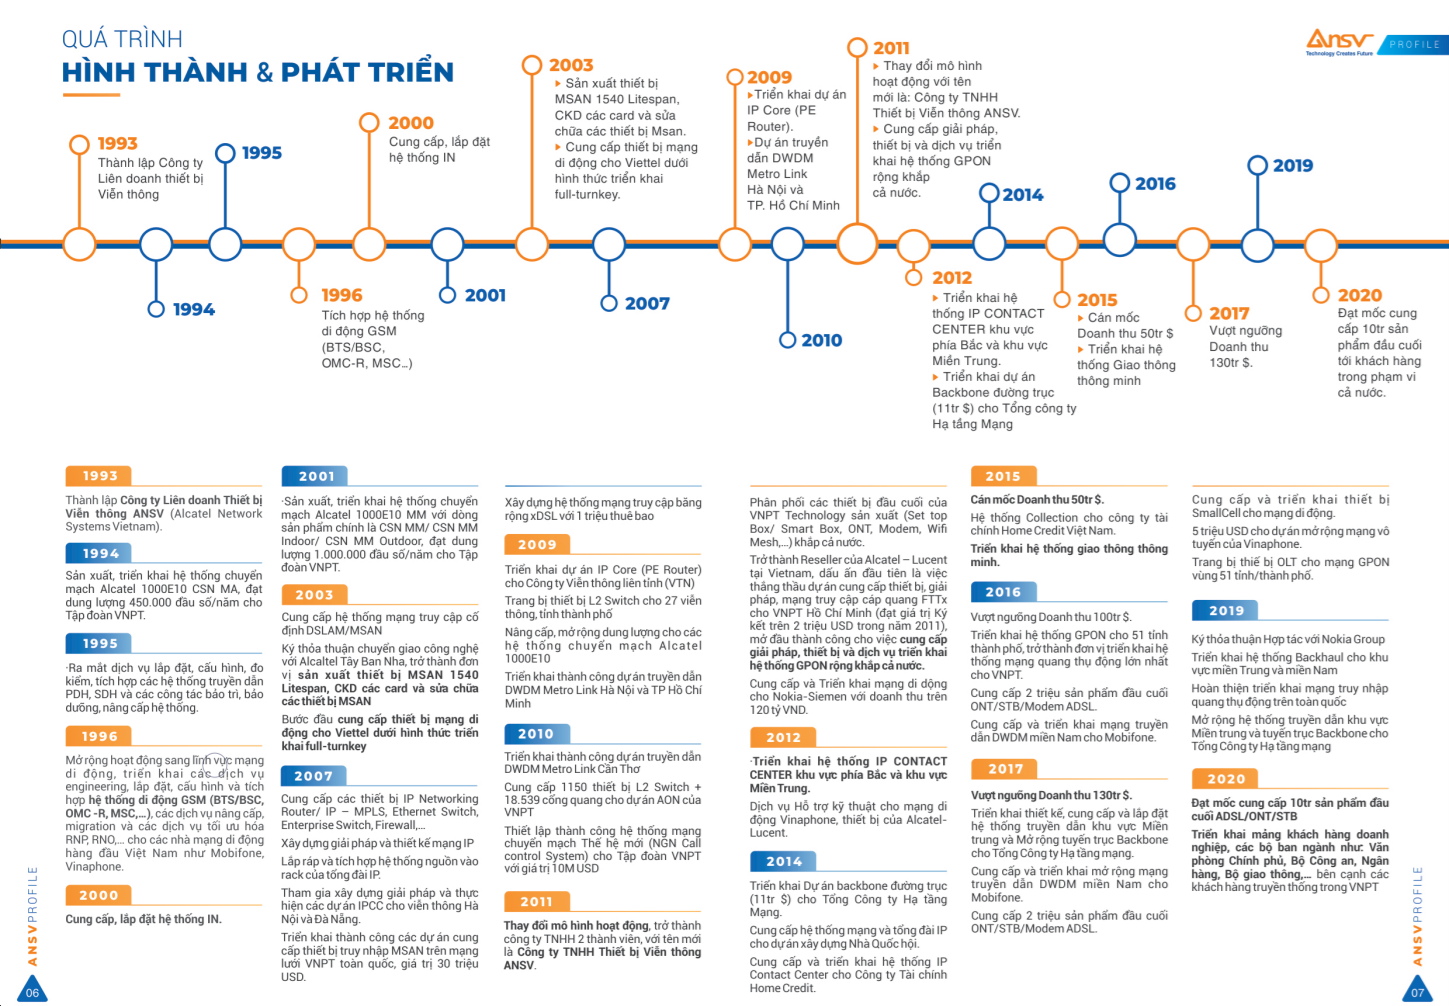 QUÁ TRÌNH
HÌNH THÀNH & PHÁT TRIỂN
ANSV
Technology Creates Future
PROFILE
1993
Thành lập Công ty
Liên doanh thiết bị
Viễn thông
1995
2000
Cung cấp, lắp đặt
hệ thống IN
2003
Sản xuất thiết bị
MSAN 1540 Litespan,
CKD các card và sửa
chữa các thiết bị Msan.
Cung cấp thiết bị mạng
di động cho Viettel dưới
hình thức triển khai
full-turnkey.
2009
Triển khai dự án
IP Core (PE
Router).
Dự án truyền
dẫn DWDM
Metro Link
Hà Nội và
TP. Hồ Chí Minh
2011
Thay đổi mô hình
hoạt động với tên
mới là: Công ty TNHH
Thiết bị Viễn thông ANSV.
Cung cấp giải pháp,
thiết bị và dịch vụ triển
khai hệ thống GPON
rộng khắp
cả nước.
2014
2016
2019
1994
1996
Tích hợp hệ thống
di động GSM
(BTS/BSC,
OMC-R, MSC...)
2001
2007
2010
2012
Triển khai hệ
thống IP CONTACT
CENTER khu vực
phía Bắc và khu vực
Miền Trung.
Triển khai dự án
Backbone đường trục
(11tr $) cho Tổng công ty
Hạ tầng Mạng
2015
Cán mốc
Doanh thu 50tr $
Triển khai hệ
thống Giao thông
thông minh
2017
Vượt ngưỡng
Doanh thu
130tr $.
2020
Đạt mốc cung
cấp 10tr sản
phẩm đầu cuối
tới khách hàng
trong phạm vi
cả nước.
1993
Thành lập Công ty Liên doanh Thiết bị
Viễn thông ANSV (Alcatel Network
Systems Vietnam).
1994
Sản xuất, triển khai hệ thống chuyển
mạch Alcatel 1000E10 CSN MA, đạt
dung lượng 450.000 đầu số/năm cho
Tập đoàn VNPT.
1995
·Ra mắt dịch vụ lắp đặt, cấu hình, đo
kiểm, tích hợp các hệ thống truyền dẫn
PDH, SDH và các công tác bảo trì, bảo
dưỡng, nâng cấp hệ thống.
1996
Mở rộng hoạt động sang lĩnh vực mạng
di động, triển khai các dịch vụ
engineering, lắp đặt, cấu hình và tích
hợp hệ thống di động GSM (BTS/BSC,
OMC -R, MSC,...), các dịch vụ nâng cấp,
migration và các dịch vụ tối ưu hóa
RNP, RNO,... cho các nhà mạng di động
hàng đầu Việt Nam như Mobifone,
Vinaphone.
2000
Cung cấp, lắp đặt hệ thống IN.
2001
·Sản xuất, triển khai hệ thống chuyển
mạch Alcatel 1000E10 MM với dòng
sản phẩm chính là CSN MM/ CSN MM
Indoor/ CSN MM Outdoor, đạt dung
lượng 1.000.000 đầu số/năm cho Tập
đoàn VNPT.
2003
Cung cấp hệ thống mạng truy cập cố
định DSLAM/MSAN
Ký thỏa thuận chuyển giao công nghệ
với Alcaltel Tây Ban Nha, trở thành đơn
vị sản xuất thiết bị MSAN 1540
Litespan, CKD các card và sửa chữa
các thiết bị MSAN
Bước đầu cung cấp thiết bị mạng di
động cho Viettel dưới hình thức triển
khai full-turnkey
2007
Cung cấp các thiết bị IP Networking
Router/ IP – MPLS, Ethernet Switch,
Enterprise Switch, Firewall,...
Xây dựng giải pháp và thiết kế mạng IP
Lắp ráp và tích hợp hệ thống nguồn vào
rack của tổng đài IP.
Tham gia xây dựng giải pháp và thực
hiện các dự án IPCC cho viễn thông Hà
Nội và Đà Nẵng.
Triển khai thành công các dự án cung
cấp thiết bị truy nhập MSAN trên mạng
lưới VNPT toàn quốc, giá trị 30 triệu
USD.
Xây dựng hệ thống mạng truy cập băng
rộng xDSL với 1 triệu thuê bao
2009
Triển khai dự án IP Core (PE Router)
cho Công ty Viễn thông liên tỉnh (VTN)
Trang bị thiết bị L2 Switch cho 27 viễn
thông, tỉnh thành phố
Nâng cấp, mở rộng dung lượng cho các
hệ thống chuyển mạch Alcatel
1000E10
Triển khai thành công dự án truyền dẫn
DWDM Metro Link Hà Nội và TP Hồ Chí
Minh
2010
Triển khai thành công dự án truyền dẫn
DWDM Metro Link Cần Thơ
Cung cấp 1150 thiết bị L2 Switch +
18.539 cổng quang cho dự án AON của
VNPT
Thiết lập thành công hệ thống mạng
chuyển mạch Thế hệ mới (NGN Call
control System) cho Tập đoàn VNPT
với giá trị 10M USD
2011
Thay đổi mô hình hoạt động, trở thành
công ty TNHH 2 thành viên, với tên mới
là Công ty TNHH Thiết bị Viễn thông
ANSV.
Phân phối các thiết bị đầu cuối của
VNPT Technology sản xuất (Set top
Box/ Smart Box, ONT, Modem, Wifi
Mesh,...) khắp cả nước.
Trở thành Reseller của Alcatel – Lucent
tại Vietnam, dấu ấn đầu tiên là việc
thắng thầu dự án cung cấp thiết bị, giải
pháp, mạng truy cập cáp quang FTTx
cho VNPT Hồ Chí Minh (đạt giá trị Ký
kết trên 2 triệu USD trong năm 2011),
mở đầu thành công cho việc cung cấp
giải pháp, thiết bị và dịch vụ triển khai
hệ thống GPON rộng khắp cả nước.
Cung cấp và Triển khai mạng di động
cho Nokia-Siemen với doanh thu trên
120 tỷ VND.
2012
·Triển khai hệ thống IP CONTACT
CENTER khu vực phía Bắc và khu vực
Miền Trung.
Dịch vụ Hỗ trợ kỹ thuật cho mạng di
động Vinaphone, thiết bị của Alcatel-
Lucent.
2014
Triển khai Dự án backbone đường trục
(11tr $) cho Tổng Công ty Hạ tầng
Mạng.
Cung cấp hệ thống mạng và tổng đài IP
cho dự án xây dựng Nhà Quốc hội.
Cung cấp và triển khai hệ thống IP
Contact Center cho Công ty Tài chính
Home Credit.
2015
Cán mốc Doanh thu 50tr $.
Hệ thống Collection cho công ty tài
chính Home Credit Việt Nam.
Triển khai hệ thống giao thông thông
minh.
2016
Vượt ngưỡng Doanh thu 100tr $.
Triển khai hệ thống GPON cho 51 tỉnh
thành phố, trở thành đơn vị triển khai hệ
thống mạng quang thụ động lớn nhất
cho VNPT.
Cung cấp 2 triệu sản phẩm đầu cuối
ONT/STB/Modem ADSL.
Cung cấp và triển khai mạng truyền
dẫn DWDM miền Nam cho Mobifone.
2017
Vượt ngưỡng Doanh thu 130tr $.
Triển khai thiết kế, cung cấp và lắp đặt
hệ thống truyền dẫn khu vực Miền
trung và Mở rộng tuyến trục Backbone
cho Tổng Công ty Hạ tầng mạng.
Cung cấp và triển khai mở rộng mạng
truyền dẫn DWDM miền Nam cho
Mobifone.
Cung cấp 2 triệu sản phẩm đầu cuối
ONT/STB/Modem ADSL.
Cung cấp và triển khai thiết bị
SmallCell cho mạng di động.
5 triệu USD cho dự án mở rộng mạng vô
tuyến của Vinaphone.
Trang bị thiế bị OLT cho mạng GPON
vùng 51 tỉnh/thành phố.
2019
Ký thỏa thuận Hợp tác với Nokia Group
Triển khai hệ thống Backhaul cho khu
vực miền Trung và miền Nam
Hoàn thiện triển khai mạng truy nhập
quang thụ động trên toàn quốc
Mở rộng hệ thống truyền dẫn khu vực
Miền trung và tuyến trục Backbone cho
Tổng Công ty Hạ tầng mạng
2020
Đạt mốc cung cấp 10tr sản phẩm đầu
cuối ADSL/ONT/STB
Triển khai mảng khách hàng doanh
nghiệp, các bộ ban ngành như: Văn
phòng Chính phủ, Bộ Công an, Ngân
hàng, Bộ giao thông,... bên cạnh các
khách hàng truyền thống trong VNPT
ANSV PROFILE
06
ANSV PROFILE
07